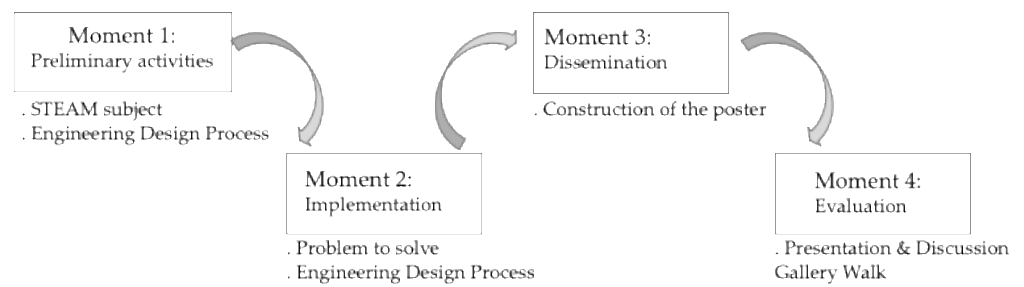 Moment 1:
Preliminary activities
. STEAM subject
. Engineering Design Process
Moment 2:
Implementation
. Problem to solve
. Engineering Design Process
Moment 3:
Dissemination
. Construction of the poster
Moment 4:
Evaluation
. Presentation & Discussion
Gallery Walk